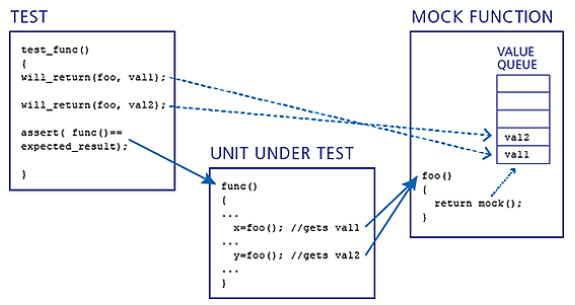 TEST
test_func()
{
will_return(foo, val1);
will_return(foo, val2);
assert( func()==
expected_result);
}
UNIT UNDER TEST
func()
{
...
x=foo(); //gets val1
...
y=foo(); //gets val2
...
}
MOCK FUNCTION
VALUE
QUEUE
val2
val1
foo()
{
return mock();
}